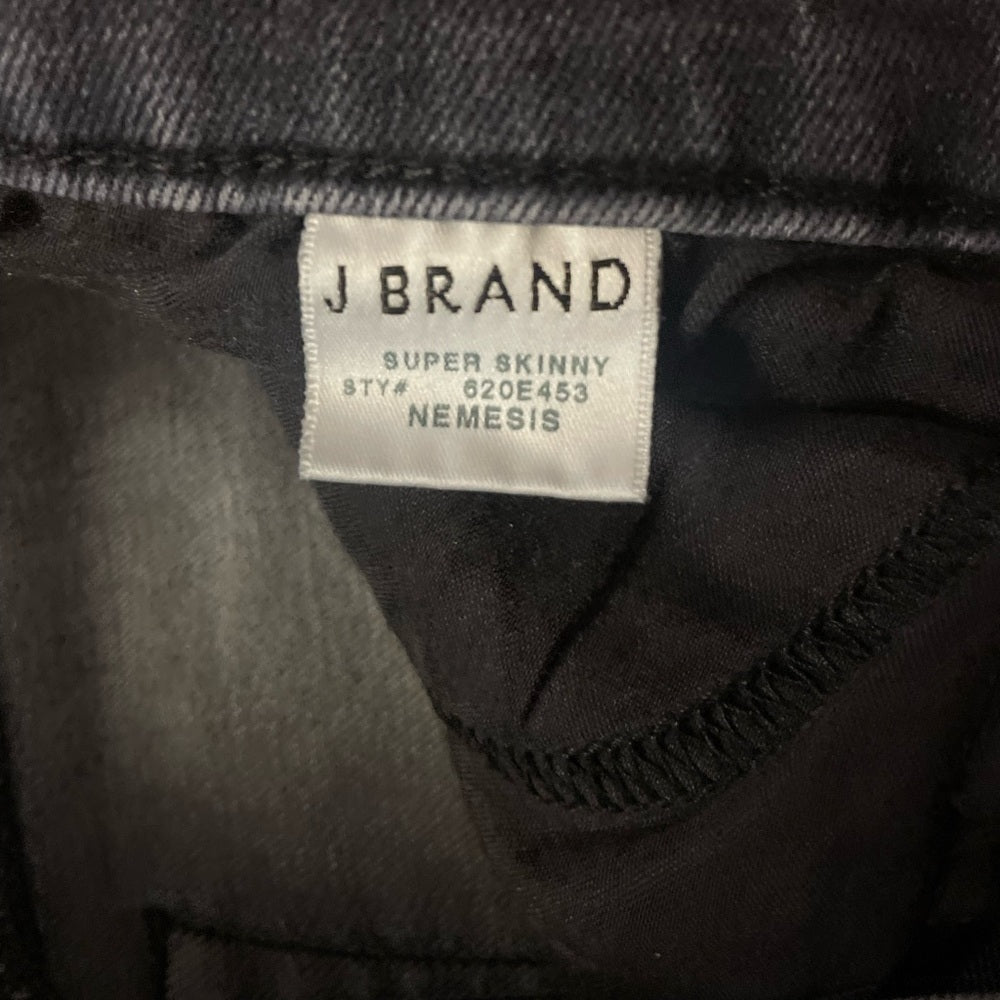 J BRAND
SUPER SKINNY
STY# 620E453
NEMESIS